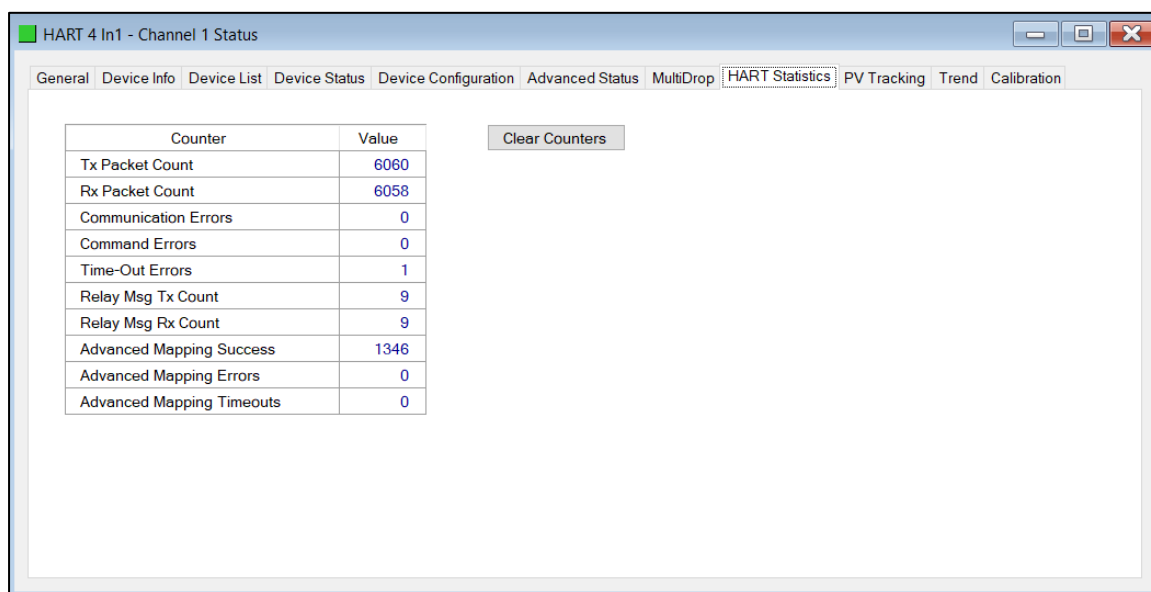 HART 4 In1 - Channel 1 Status
General Device Info Device List Device Status Device Configuration Advanced Status MultiDrop HART Statistics PV Tracking Trend Calibration
Counter Value Clear Counters
Tx Packet Count 6060
Rx Packet Count 6058
Communication Errors 0
Command Errors 0
Time-Out Errors 1
Relay Msg Tx Count 9
Relay Msg Rx Count 9
Advanced Mapping Success 1346
Advanced Mapping Errors 0
Advanced Mapping Timeouts 0